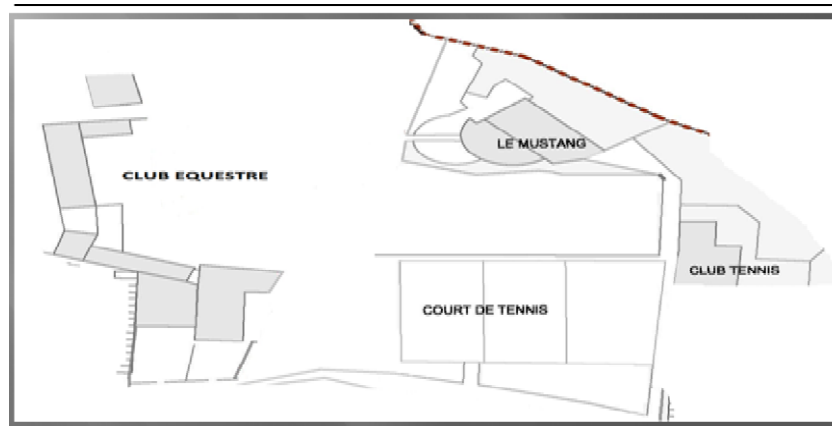 LE MUSTANG
CLUB EQUESTRE
CLUB TENNIS
COURT DE TENNIS